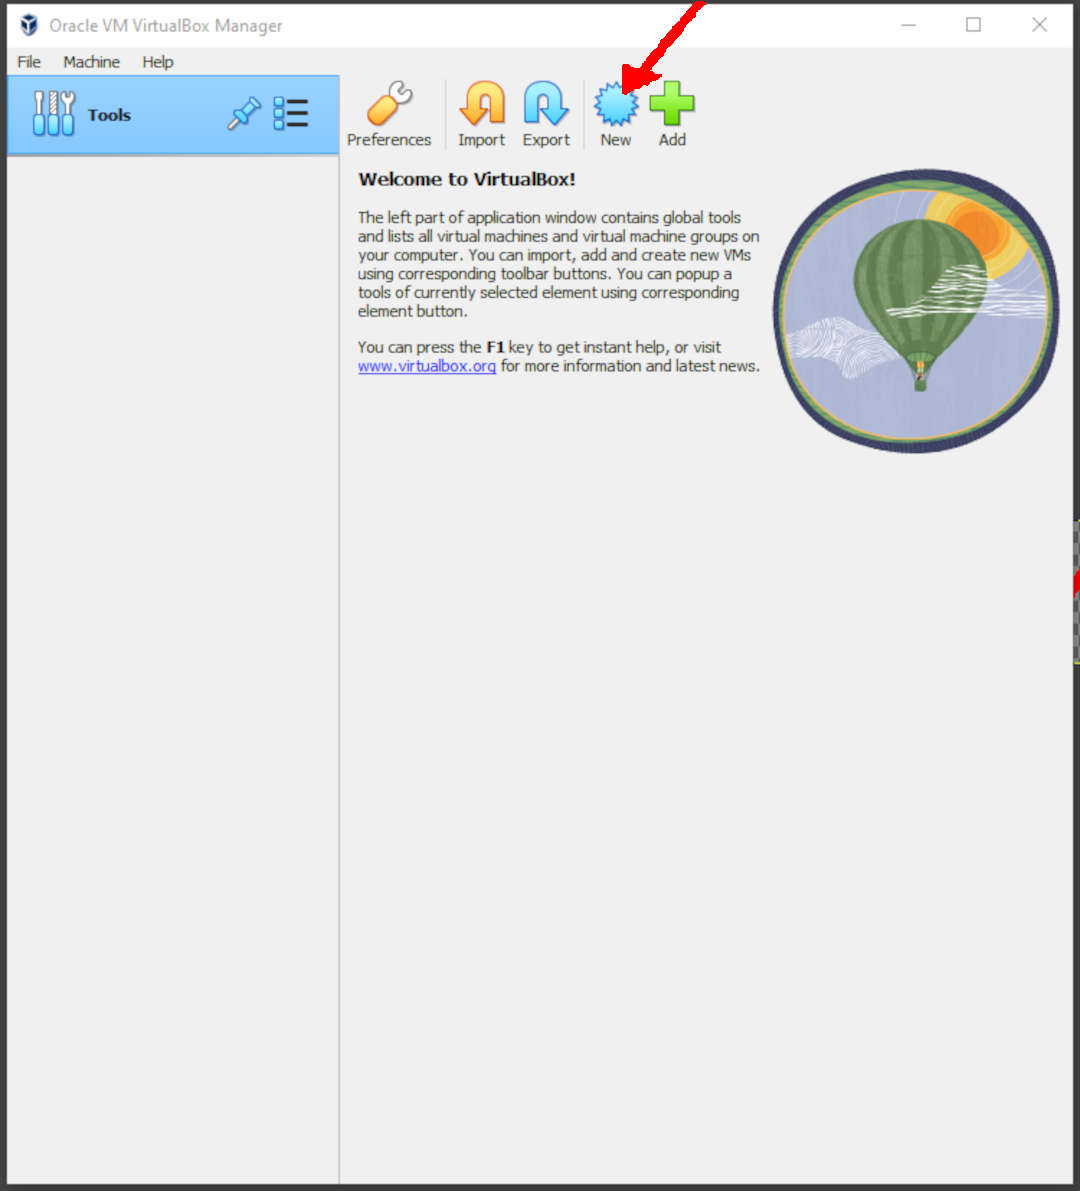 Oracle VM VirtualBox Manager
File Machine Help
Tools
Preferences Import Export New Add
Welcome to VirtualBox!
The left part of application window contains global tools
and lists all virtual machines and virtual machine groups on
your computer. You can import, add and create new VMs
using corresponding toolbar buttons. You can popup a
tools of currently selected element using corresponding
element button.
You can press the F1 key to get instant help, or visit
www.virtualbox.org for more information and latest news.